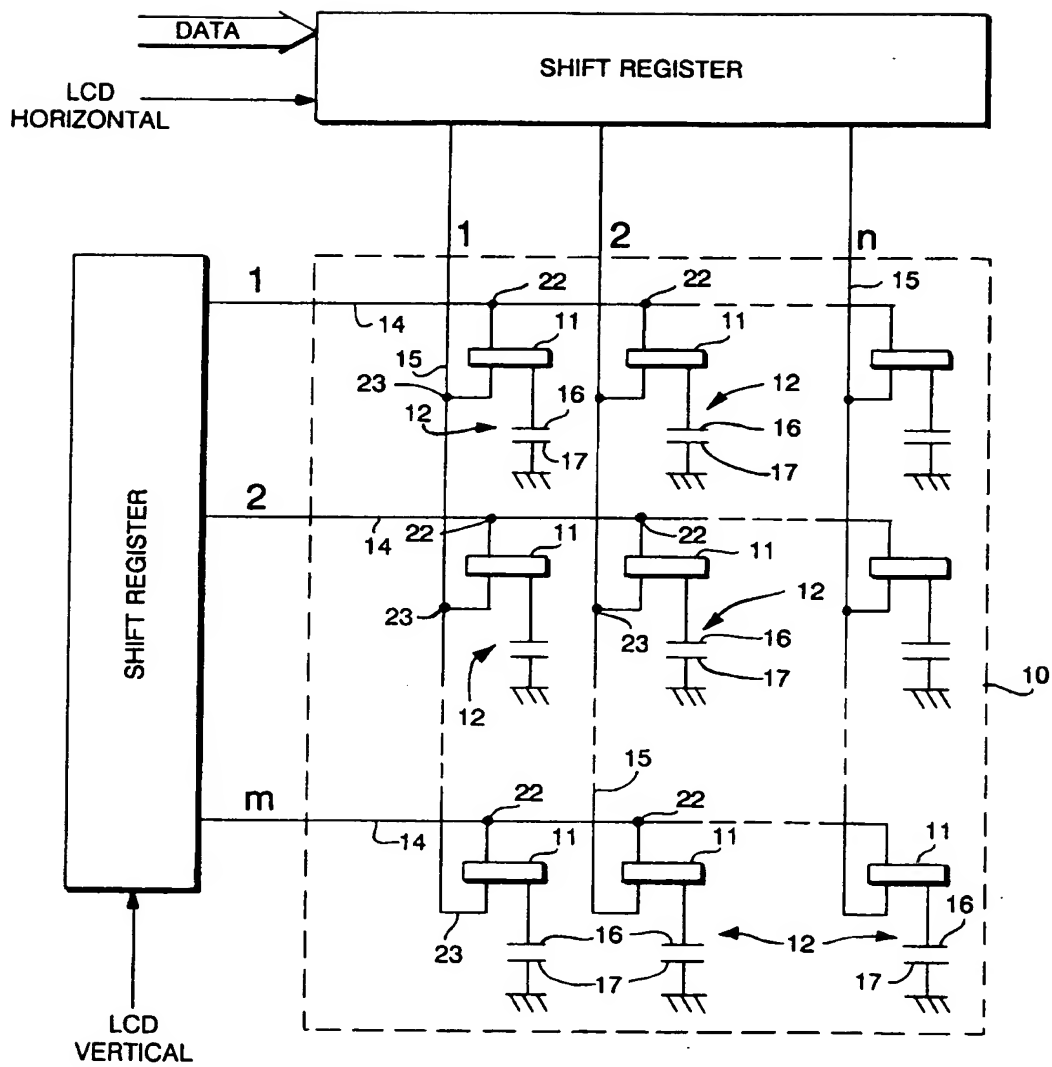 DATA
SHIFT REGISTER
LCD
HORIZONTAL
1 2 n
15
1 22 22
14 11 11
15
23 12
12 16 16
17 17
2
14 22 22 11 11
SHIFT REGISTER
23 23 12
16
17
12
10
15
m 22 22
14 11 11 11
23 16 12 16
17 17
LCD
VERTICAL